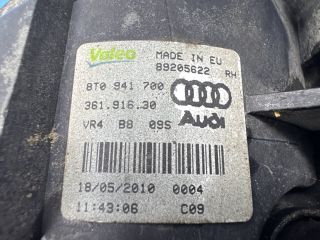 Valeo
MADE IN EU
89205622 RH
8T0 941 700
361.916.30
VR4 B8 09S
Audi
18/05/2010 0004
11:43:06 C09